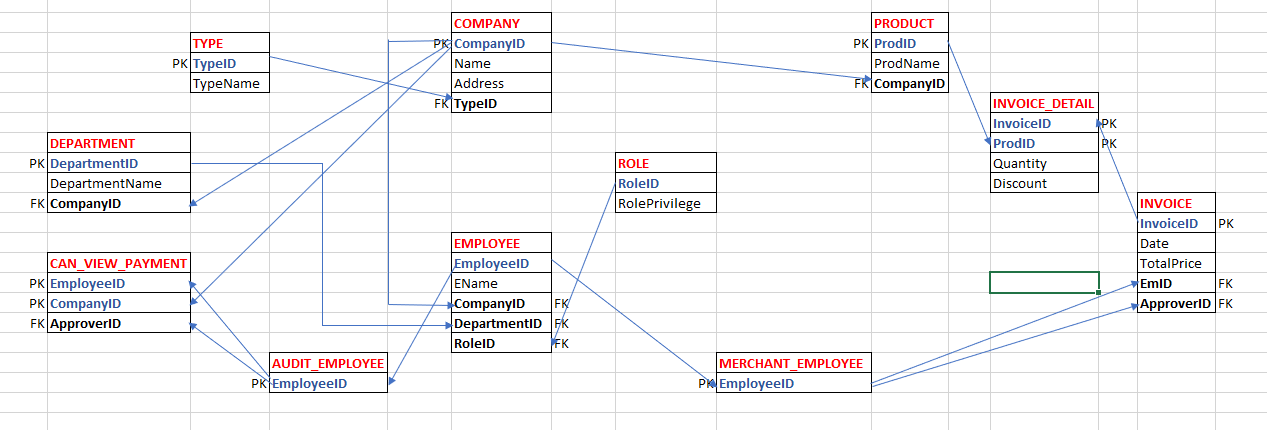 COMPANY
PK CompanyID
Name
Address
FK TypeID
TYPE
PK TypeID
TypeName
PRODUCT
PK ProdID
ProdName
FK CompanyID
INVOICE_DETAIL
InvoiceID PK
ProdID PK
Quantity
Discount
DEPARTMENT
PK DepartmentID
DepartmentName
FK CompanyID
ROLE
RoleID
RolePrivilege
INVOICE
InvoiceID PK
Date
TotalPrice
EmID FK
ApproverID FK
CAN_VIEW_PAYMENT
PK EmployeeID
PK CompanyID
FK ApproverID
EMPLOYEE
EmployeeID
EName
CompanyID FK
DepartmentID FK
RoleID FK
AUDIT_EMPLOYEE
PK EmployeeID
MERCHANT_EMPLOYEE
PK EmployeeID